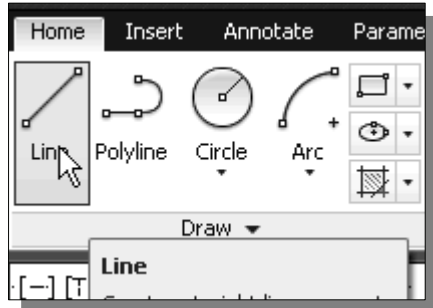 Home Insert Annotate Parame
Line Polyline Circle Arc
Draw
Line
[-] [T